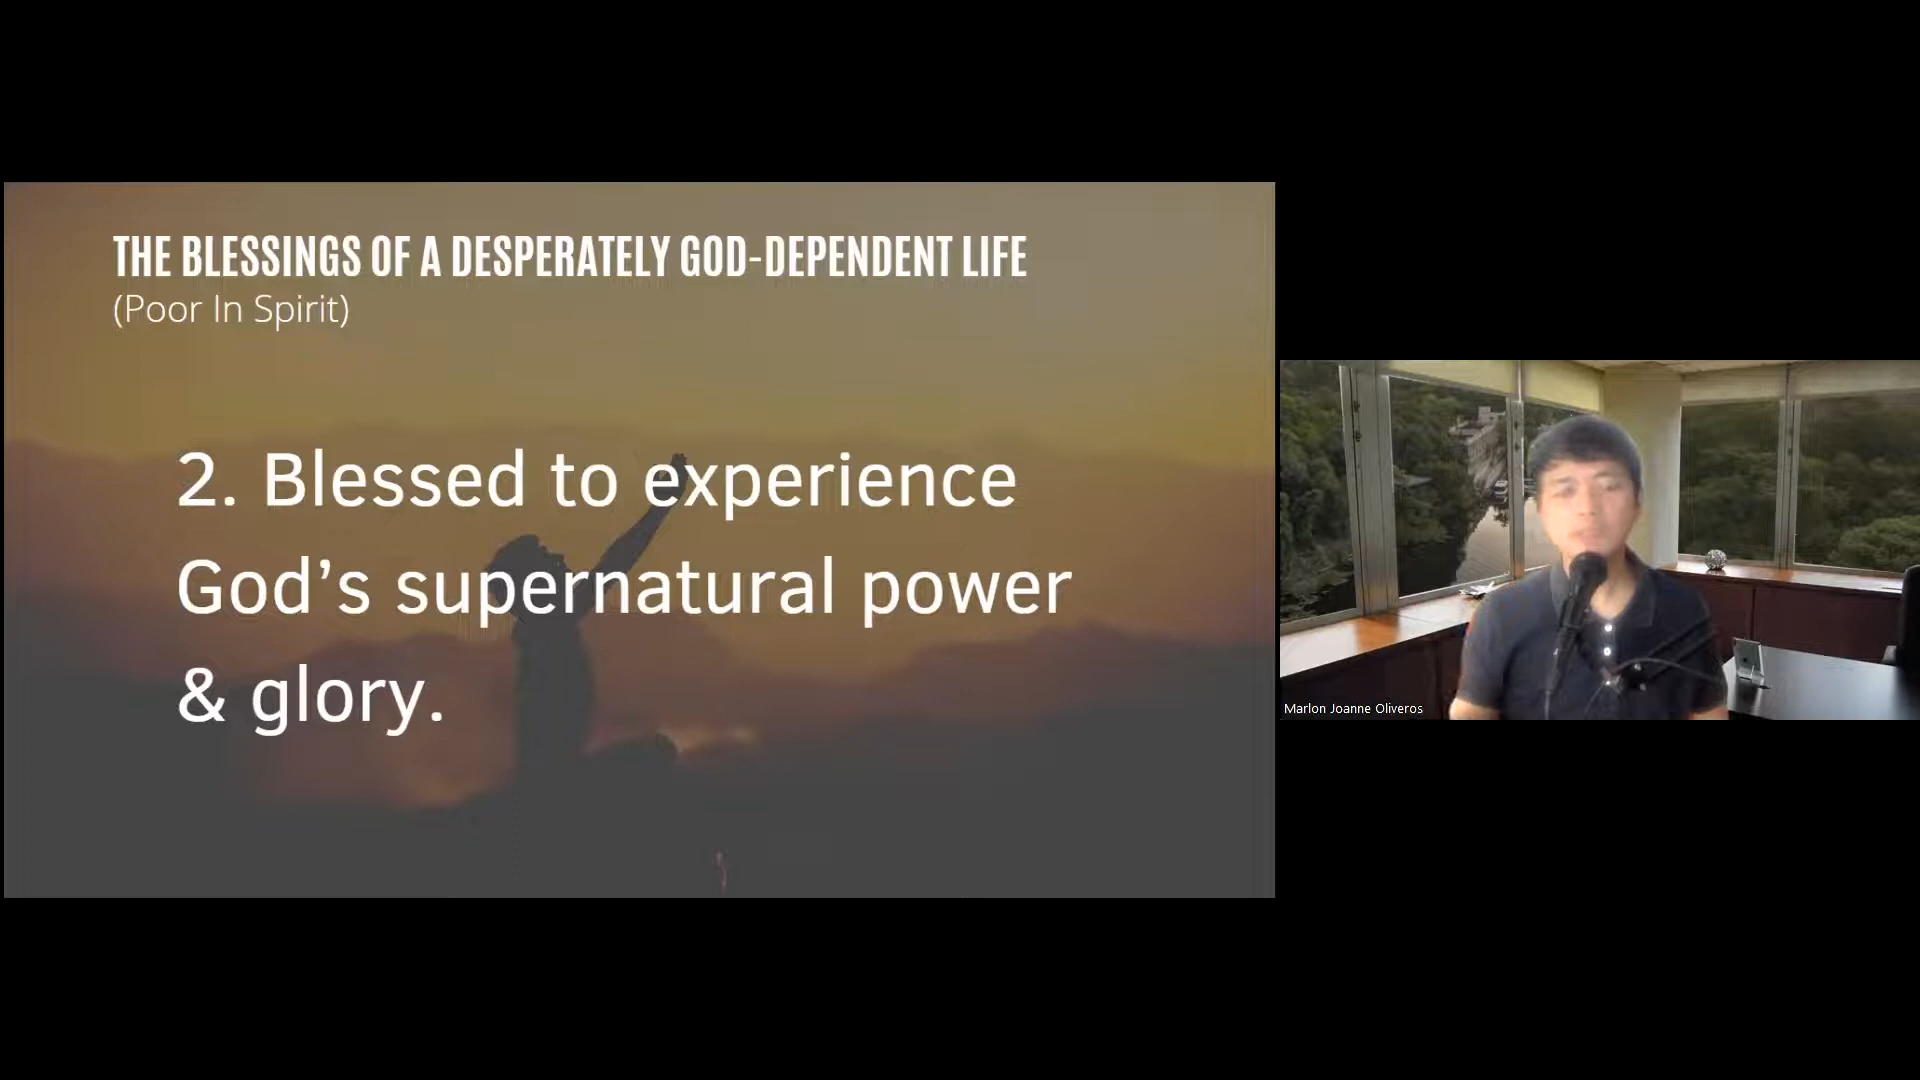 THE BLESSINGS OF A DESPERATELY GOD-DEPENDENT LIFE
(Poor In Spirit)
2. Blessed to experience
God’s supernatural power
& glory.
Marlon Joanne Oliveros